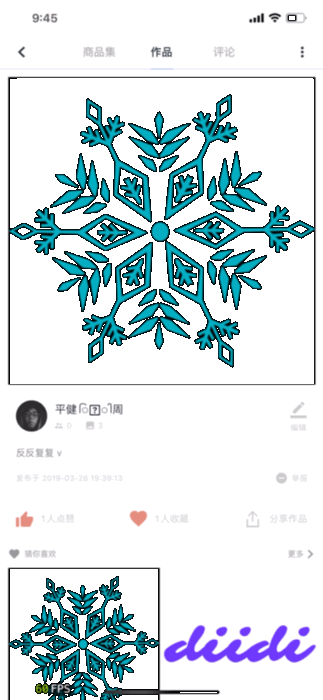 9:45
商品集 作品 评论
平健 ? 周
0 3
编辑
反反复复 ∨
发布于 2019-03-28 19:39:13
举报
1人点赞 1人收藏 分享作品
猜你喜欢 更多
diidi
60 FPS